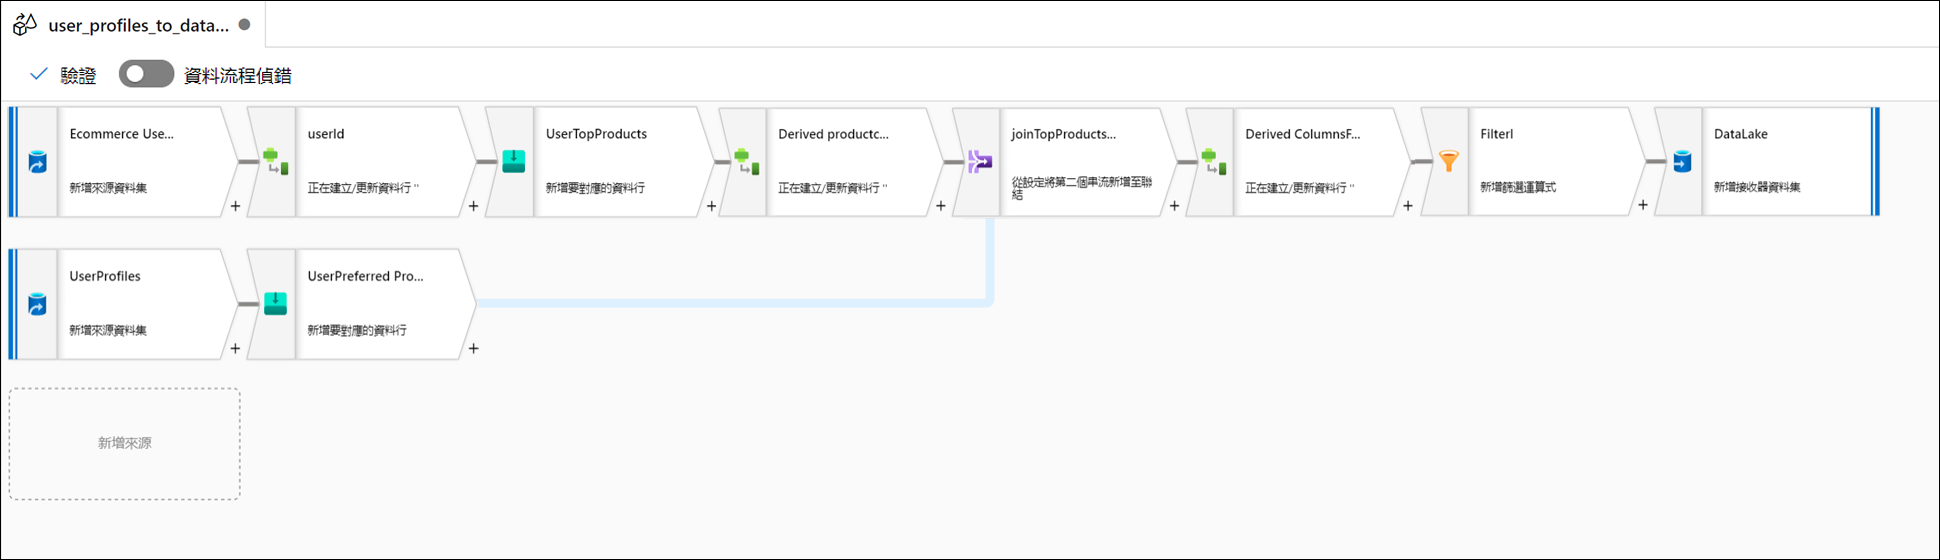 user_profiles_to_data...
驗證 資料流程偵錯
Ecommerce Use...
新增來源資料集
+
userId
正在建立/更新資料行 "
+
UserTopProducts
新增要對應的資料行
+
Derived productc...
正在建立/更新資料行 "
+
joinTopProducts...
從設定將第二個串流新增至聯
結
+
Derived ColumnsF...
正在建立/更新資料行 "
+
Filterl
新增篩選運算式
+
DataLake
新增接收器資料集
UserProfiles
新增來源資料集
+
UserPreferred Pro...
新增要對應的資料行
+
新增來源